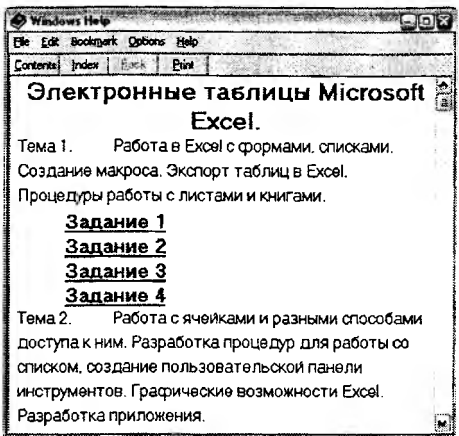 Windows Help
File Edit Bookmark Options Help
Contents Index Back Print
Электронные таблицы Microsoft
Excel.
Тема 1. Работа в Excel с формами, списками.
Создание макроса. Экспорт таблиц в Excel.
Процедуры работы с листами и книгами.
Задание 1
Задание 2
Задание 3
Задание 4
Тема 2. Работа с ячейками и разными способами
доступа к ним. Разработка процедур для работы со
списком, создание пользовательской панели
инструментов. Графические возможности Excel.
Разработка приложения.